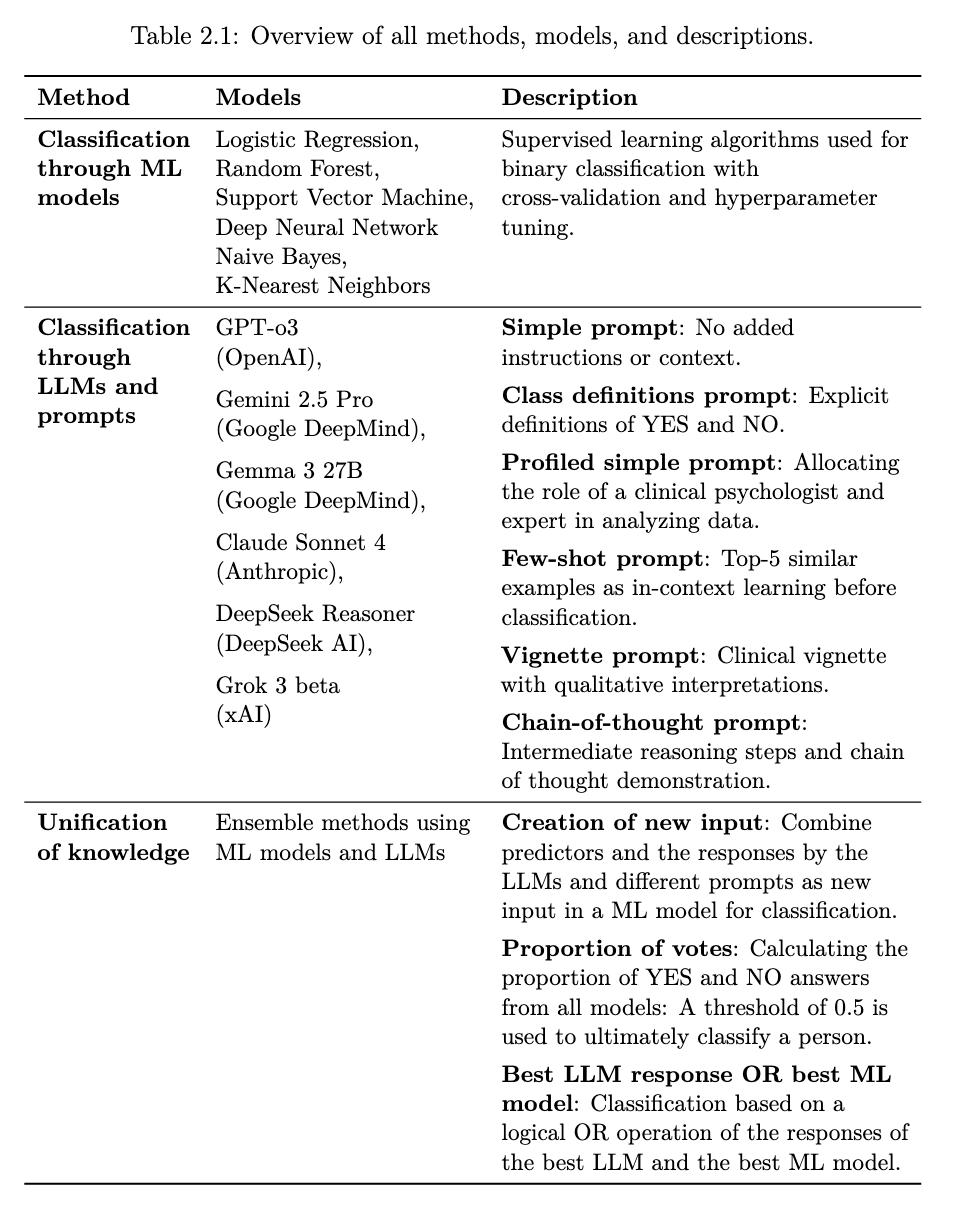 Table 2.1: Overview of all methods, models, and descriptions.
Method Models Description
Classification through ML models
Logistic Regression,
Random Forest,
Support Vector Machine,
Deep Neural Network
Naive Bayes,
K-Nearest Neighbors
Supervised learning algorithms used for
binary classification with
cross-validation and hyperparameter
tuning.
Classification
through
LLMs and
prompts
GPT-o3
(OpenAI),
Gemini 2.5 Pro
(Google DeepMind),
Gemma 3 27B
(Google DeepMind),
Claude Sonnet 4
(Anthropic),
DeepSeek Reasoner
(DeepSeek AI),
Grok 3 beta
(xAI)
Simple prompt: No added
instructions or context.
Class definitions prompt: Explicit
definitions of YES and NO.
Profiled simple prompt: Allocating
the role of a clinical psychologist and
expert in analyzing data.
Few-shot prompt: Top-5 similar
examples as in-context learning before
classification.
Vignette prompt: Clinical vignette
with qualitative interpretations.
Chain-of-thought prompt:
Intermediate reasoning steps and chain
of thought demonstration.
Unification
of knowledge
Ensemble methods using
ML models and LLMs
Creation of new input: Combine
predictors and the responses by the
LLMs and different prompts as new
input in a ML model for classification.
Proportion of votes: Calculating the
proportion of YES and NO answers
from all models: A threshold of 0.5 is
used to ultimately classify a person.
Best LLM response OR best ML
model: Classification based on a
logical OR operation of the responses of
the best LLM and the best ML model.